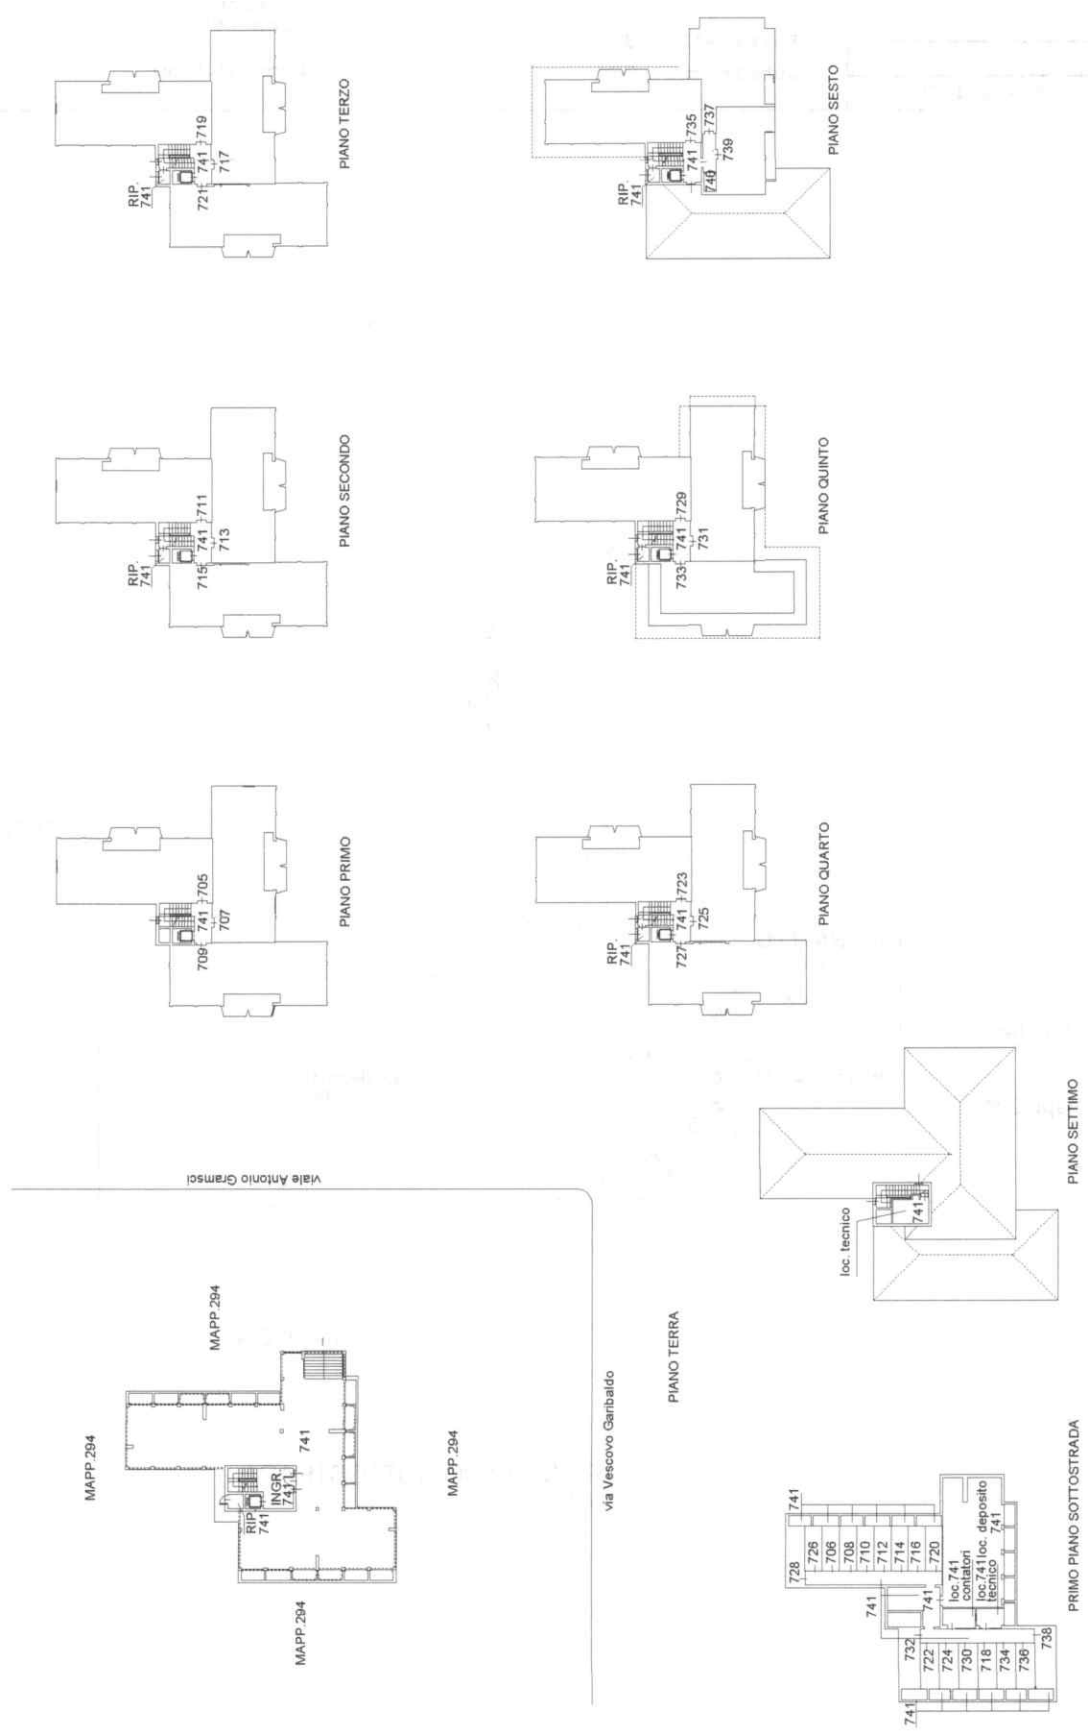 RIP.
741
721
741
719
717
PIANO TERZO
RIP.
741
741
735
737
740
739
PIANO SESTO
RIP.
741
715
741
711
713
PIANO SECONDO
RIP.
741
733
741
729
731
PIANO QUINTO
709
741
705
707
PIANO PRIMO
RIP.
741
727
741
723
725
PIANO QUARTO
viale Antonio Gramsci
MAPP.294
MAPP.294
MAPP.294
MAPP.294
RIP.
741
INGR.
741
741
via Vescovo Garibaldo
PIANO TERRA
loc. tecnico
741
PIANO SETTIMO
741
728
726
706
708
710
712
714
716
720
741
741
loc.741
contatori
loc.741
tecnico
loc. deposito
741
732
722
724
730
718
734
736
738
741
PRIMO PIANO SOTTOSTRADA